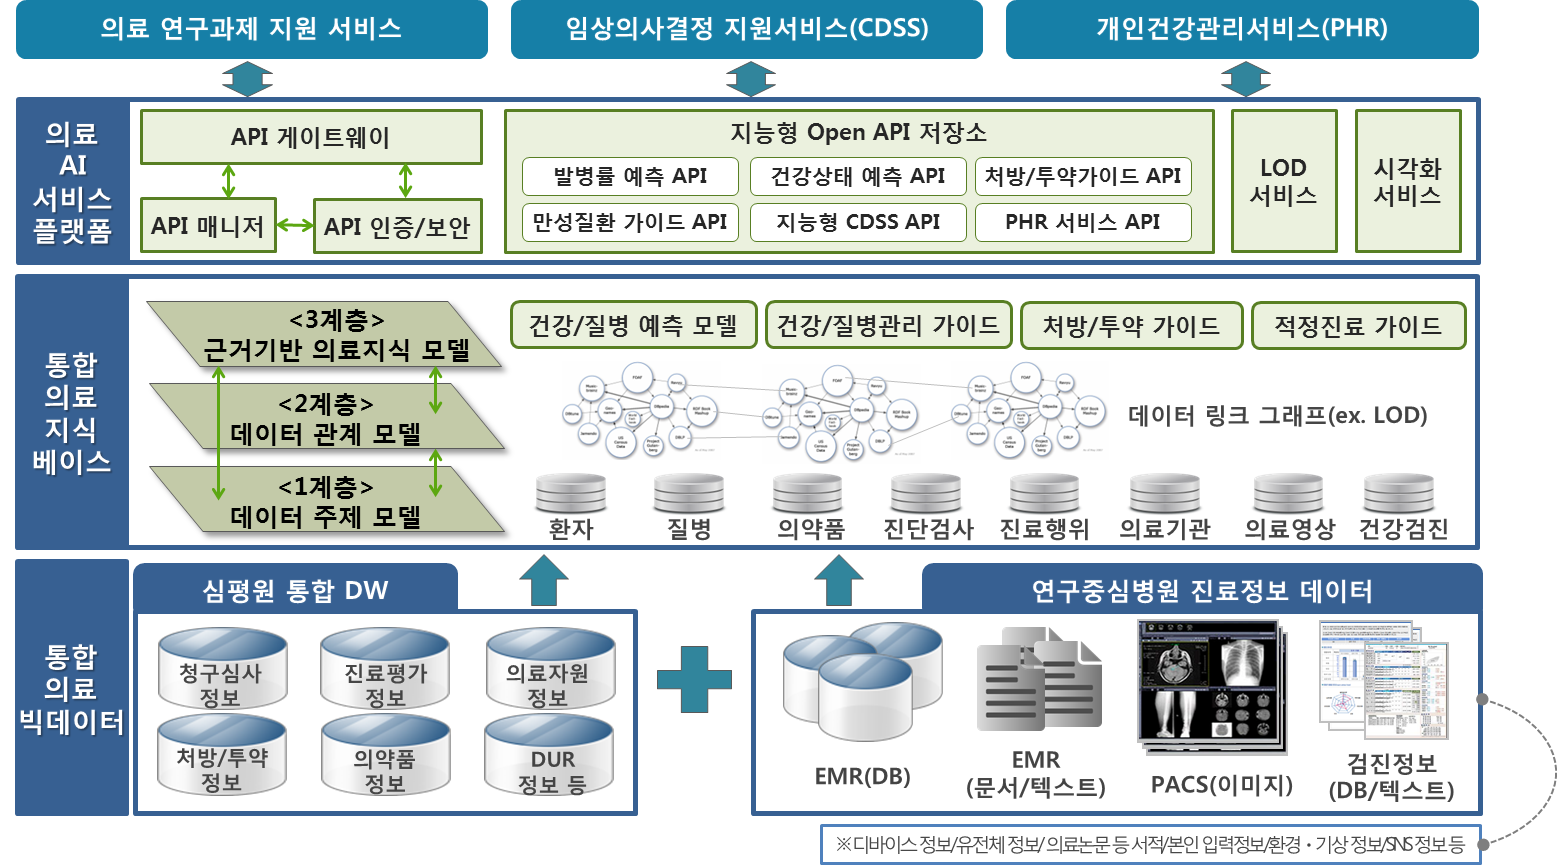 의료 연구과제 지원 서비스
임상의사결정 지원서비스(CDSS)
개인건강관리서비스(PHR)
의료
AI
서비스
플랫폼
API 게이트웨이
API 매니저
API 인증/보안
지능형 Open API 저장소
발병률 예측 API
건강상태 예측 API
처방/투약가이드 API
만성질환 가이드 API
지능형 CDSS API
PHR 서비스 API
LOD
서비스
시각화
서비스
통합
의료
지식
베이스
<3계층>
근거기반 의료지식 모델
<2계층>
데이터 관계 모델
<1계층>
데이터 주제 모델
건강/질병 예측 모델
건강/질병관리 가이드
처방/투약 가이드
적정진료 가이드
데이터 링크 그래프(ex. LOD)
환자
질병
의약품
진단검사
진료행위
의료기관
의료영상
건강검진
통합
의료
빅데이터
심평원 통합 DW
청구심사
정보
진료평가
정보
의료자원
정보
처방/투약
정보
의약품
정보
DUR
정보 등
연구중심병원 진료정보 데이터
EMR(DB)
EMR
(문서/텍스트)
PACS(이미지)
검진정보
(DB/텍스트)
※디바이스 정보/유전체 정보/ 의료논문 등 서적/본인 입력정보/환경·기상 정보/SNS 정보 등